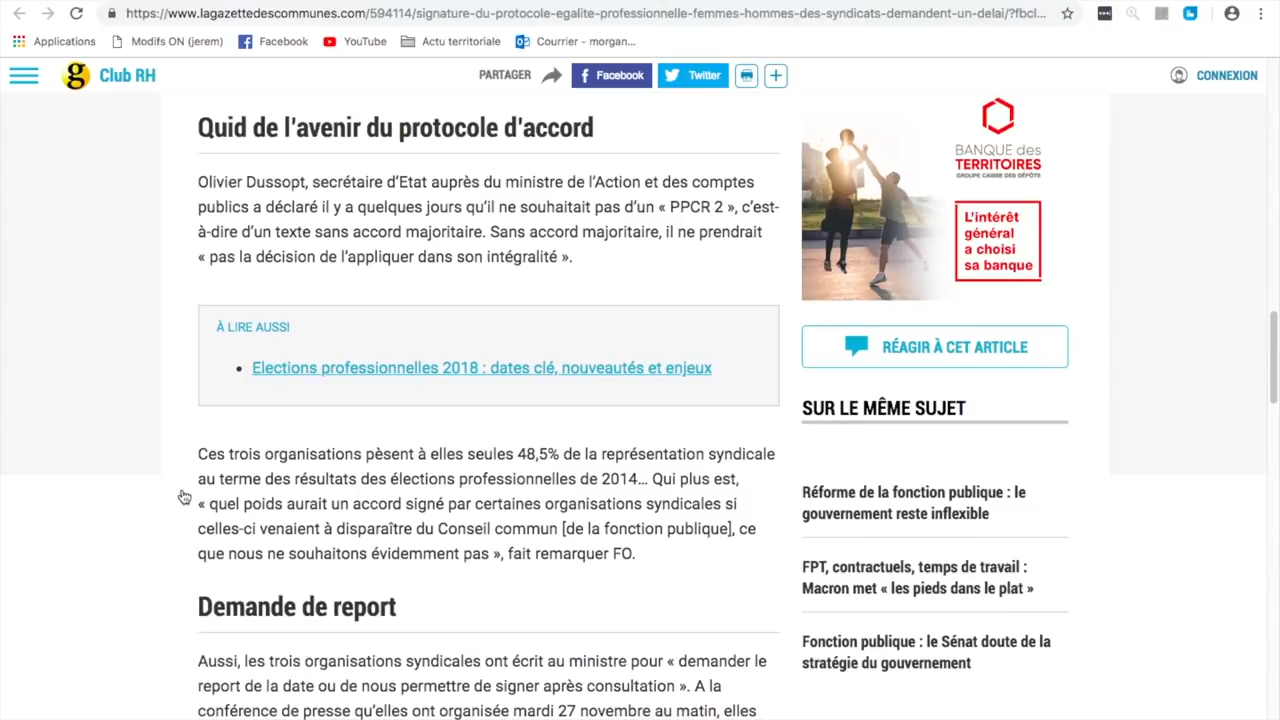 https://www.lagazettedescommunes.com/594114/signature-du-protocole-egalite-professionnelle-femmes-hommes-des-syndicats-demandent-un-delai/?fbcl...
Applications
Modifs ON (jerem)
Facebook
YouTube
Actu territoriale
Courrier - morgan...
g
Club RH
PARTAGER
Facebook
Twitter
CONNEXION
Quid de l'avenir du protocole d'accord
Olivier Dussopt, secrétaire d'Etat auprès du ministre de l'Action et des comptes
publics a déclaré il y a quelques jours qu'il ne souhaitait pas d'un « PPCR 2 », c'est-
à-dire d'un texte sans accord majoritaire. Sans accord majoritaire, il ne prendrait
« pas la décision de l'appliquer dans son intégralité ».
À LIRE AUSSI
• Elections professionnelles 2018 : dates clé, nouveautés et enjeux
Ces trois organisations pèsent à elles seules 48,5% de la représentation syndicale
au terme des résultats des élections professionnelles de 2014… Qui plus est,
« quel poids aurait un accord signé par certaines organisations syndicales si
celles-ci venaient à disparaître du Conseil commun [de la fonction publique], ce
que nous ne souhaitons évidemment pas », fait remarquer FO.
Demande de report
Aussi, les trois organisations syndicales ont écrit au ministre pour « demander le
report de la date ou de nous permettre de signer après consultation ». A la
conférence de presse qu'elles ont organisée mardi 27 novembre au matin, elles
BANQUE des
TERRITOIRES
GROUPE CAISSE DES DÉPÔTS
L'intérêt
général
a choisi
sa banque
RÉAGIR À CET ARTICLE
SUR LE MÊME SUJET
Réforme de la fonction publique : le
gouvernement reste inflexible
FPT, contractuels, temps de travail :
Macron met « les pieds dans le plat »
Fonction publique : le Sénat doute de la
stratégie du gouvernement